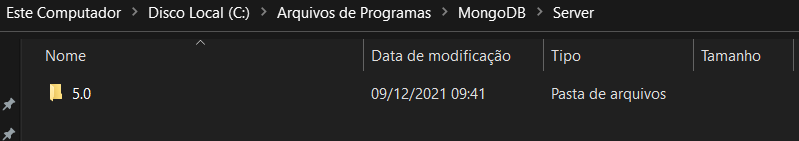 Este Computador > Disco Local (C:) > Arquivos de Programas > MongoDB > Server
Nome Data de modificação Tipo Tamanho
5.0 09/12/2021 09:41 Pasta de arquivos